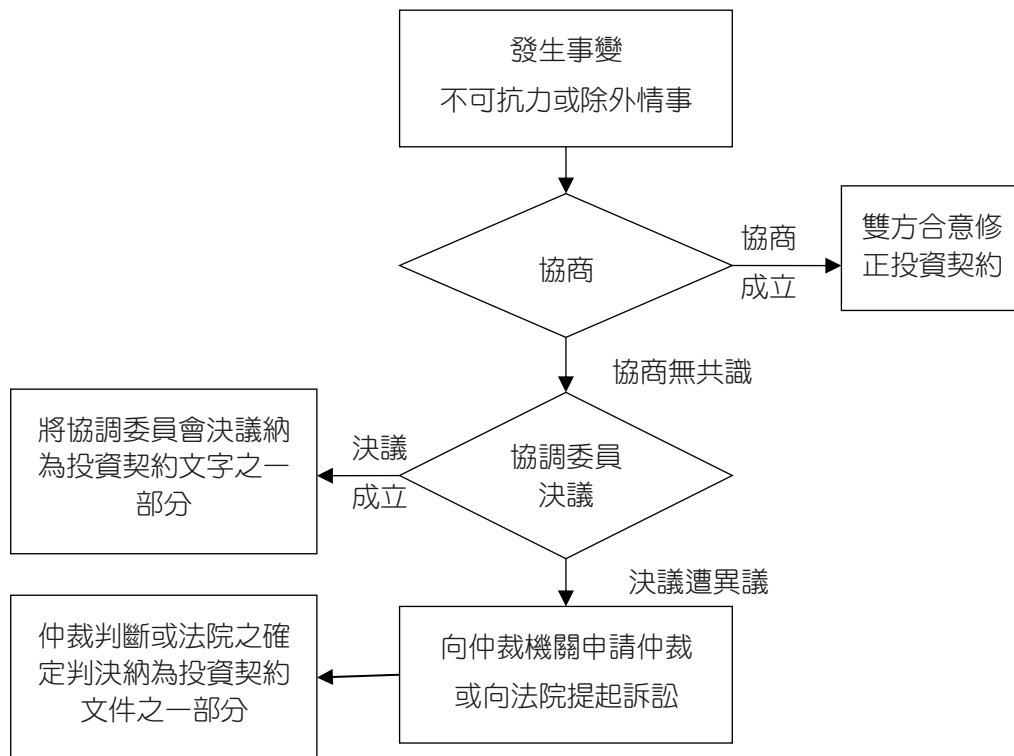 發生事變
不可抗力或除外情事
協商
協商
成立
雙方合意修
正投資契約
協商無共識
協調委員
決議
決議
成立
將協調委員會決議納
為投資契約文字之一
部分
決議遭異議
向仲裁機關申請仲裁
或向法院提起訴訟
仲裁判斷或法院之確
定判決納為投資契約
文件之一部分